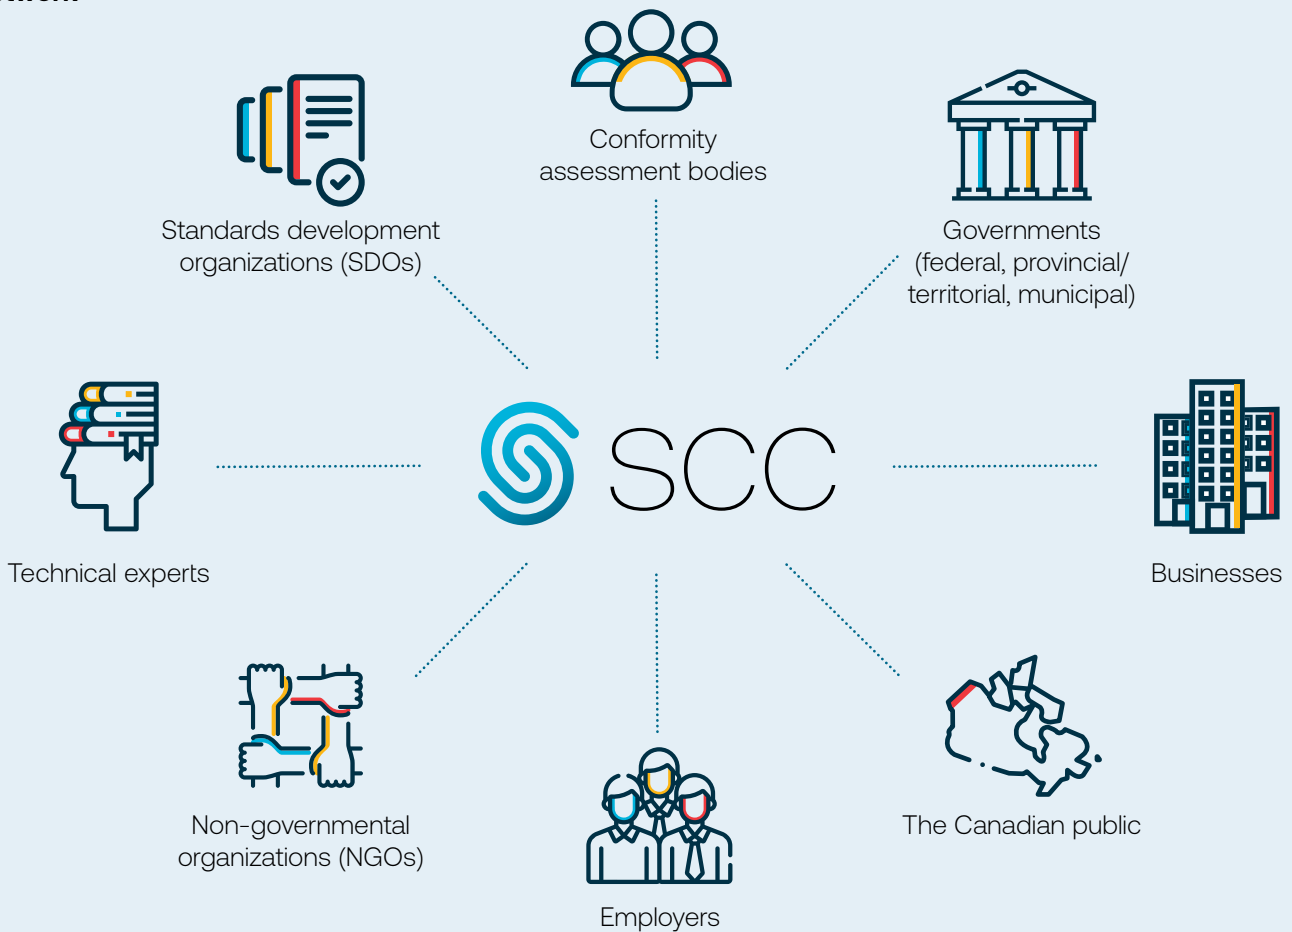 Conformity
assessment bodies
Standards development
organizations (SDOs)
Governments
(federal, provincial/
territorial, municipal)
SCC
Technical experts
Businesses
Non-governmental
organizations (NGOs)
The Canadian public
Employers